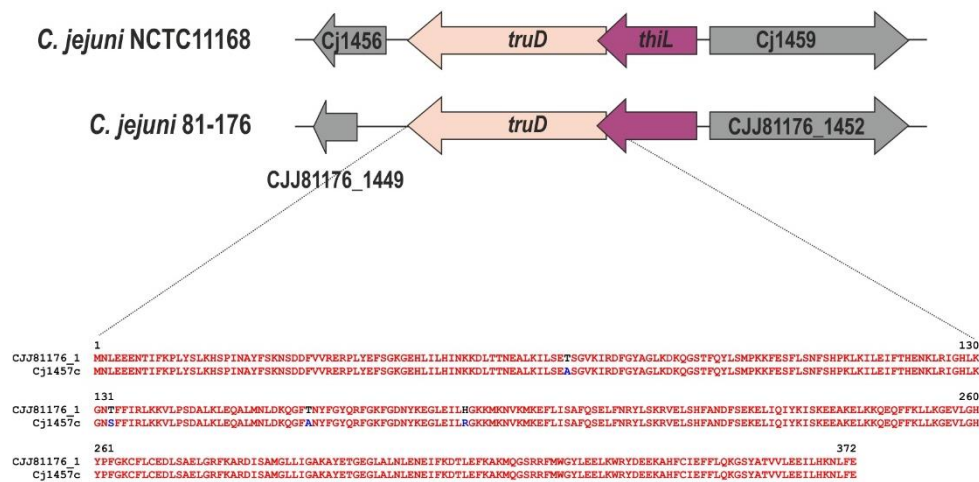 C. jejuni NCTC11168
Cj1456 truD thiL Cj1459
C. jejuni 81-176
truD CJJ81176_1452
CJJ81176_1449
1 130
CJJ81176_1 MNLEEENTIFKPLYSLKHSPINAYFSKNSDDFVVRERPLYEFSGKGEHLILHINKKDLTTNEALKILSETSGVKIRDFGYAGLKDKQGSTFQYLSMPKKFESFLSNFSHPKLKILEIFTHENKLRIGHLK
Cj1457c MNLEEENTIFKPLYSLKHSPINAYFSKNSDDFVVRERPLYEFSGKGEHLILHINKKDLTTNEALKILSEASGVKIRDFGYAGLKDKQGSTFQYLSMPKKFESFLSNFSHPKLKILEIFTHENKLRIGHLK
131 260
CJJ81176_1 GNTFFIRLKKVLPSDALKLEQALMNLDKQGFTNYFGYQRFGKFGDNYKEGLEILHGKKMKNVKMKEFLISAFQSELFNRYLSKRVELSHFANDFSEKELIQIYKISKEEAKELKKQEQFFKLLKGEVLGH
Cj1457c GNSFFIRLKKVLPSDALKLEQALMNLDKQGFANYFGYQRFGKFGDNYKEGLEILRGKKMKNVKMKEFLISAFQSELFNRYLSKRVELSHFANDFSEKELIQIYKISKEEAKELKKQEQFFKLLKGEVLGH
261 372
CJJ81176_1 YPFGKCFLCEDLSAELGRFKARDISAMGLLIGAKAYETGEGLALNLENEIFKDTLEFKAKMQGSRRFMWGYLEELKWRYDEEKAHFCIEFFLQKGSYATVVLEEILHKNLFE
Cj1457c YPFGKCFLCEDLSAELGRFKARDISAMGLLIGAKAYETGEGLALNLENEIFKDTLEFKAKMQGSRRFMWGYLEELKWRYDEEKAHFCIEFFLQKGSYATVVLEEILHKNLFE